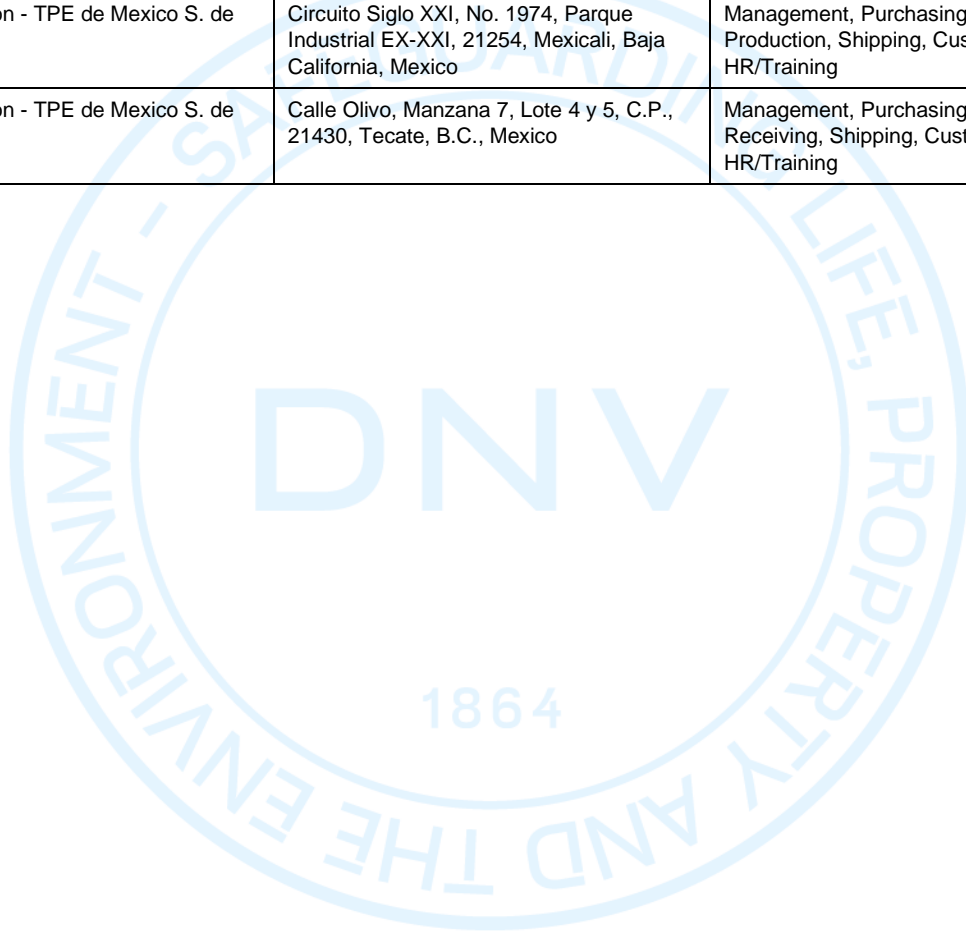 on - TPE de Mexico S. de
Circuito Siglo XXI, No. 1974, Parque
Industrial EX-XXI, 21254, Mexicali, Baja
California, Mexico
Management, Purchasing
Production, Shipping, Cus
HR/Training
on - TPE de Mexico S. de
Calle Olivo, Manzana 7, Lote 4 y 5, C.P.,
21430, Tecate, B.C., Mexico
Management, Purchasing
Receiving, Shipping, Cust
HR/Training
SAFEGUARDING LIFE, PROPERTY AND THE ENVIRONMENT -
DNV
1864